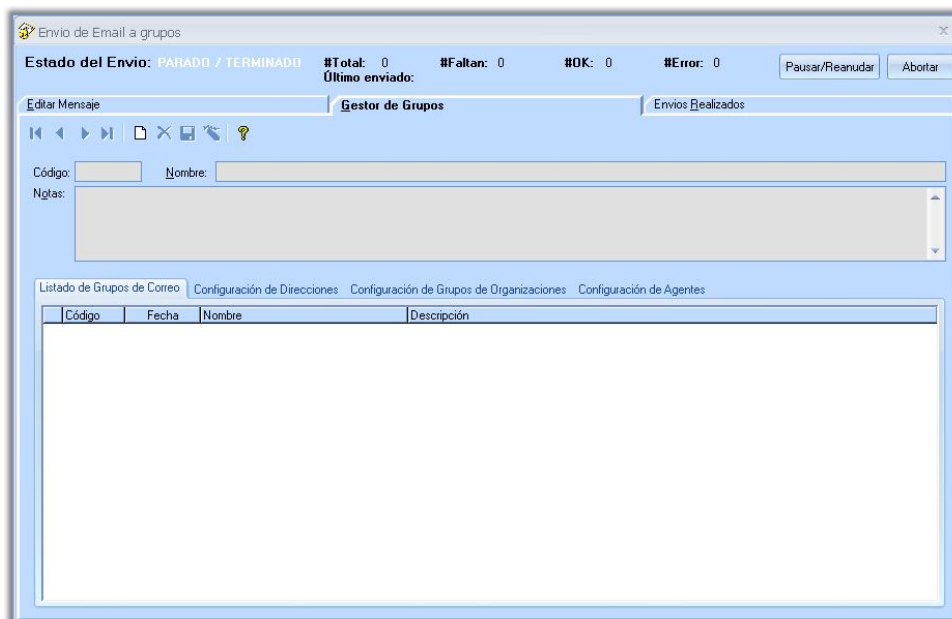 Envio de Email a grupos
Estado del Envio: PARADO / TERMINADO #Total: 0 #Faltan: 0 #OK: 0 #Error: 0 Pausar/Reanudar Abortar
Último enviado:
Editar Mensaje Gestor de Grupos Envios Realizados
Código: Nombre:
Notas:
Listado de Grupos de Correo Configuración de Direcciones Configuración de Grupos de Organizaciones Configuración de Agentes
Código Fecha Nombre Descripción